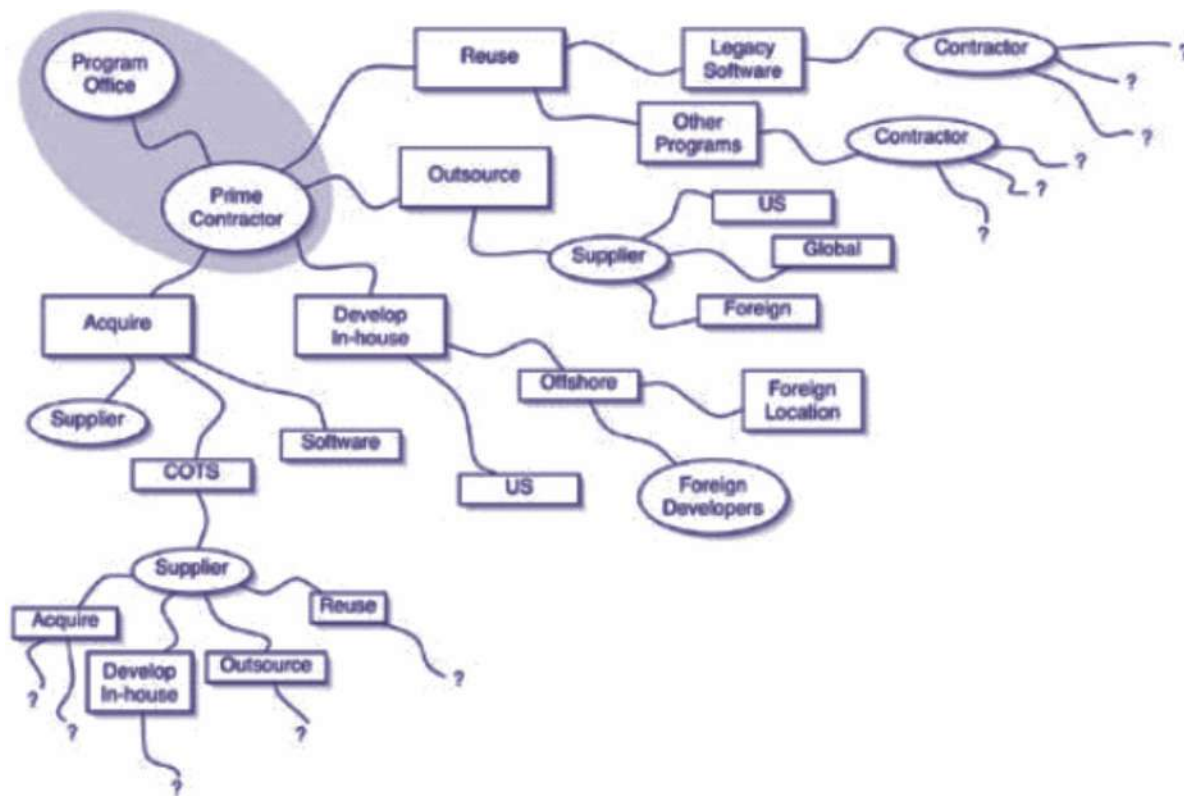 Program
Office
Prime
Contractor
Reuse
Legacy
Software
Contractor
?
?
?
Other
Programs
Contractor
?
?
?
Outsource
Supplier
US
Global
Foreign
Acquire
Supplier
COTS
Software
Develop
In-house
Offshore
Foreign
Location
US
Foreign
Developers
Supplier
Acquire
?
?
Develop
In-house
?
Outsource
?
Reuse
?